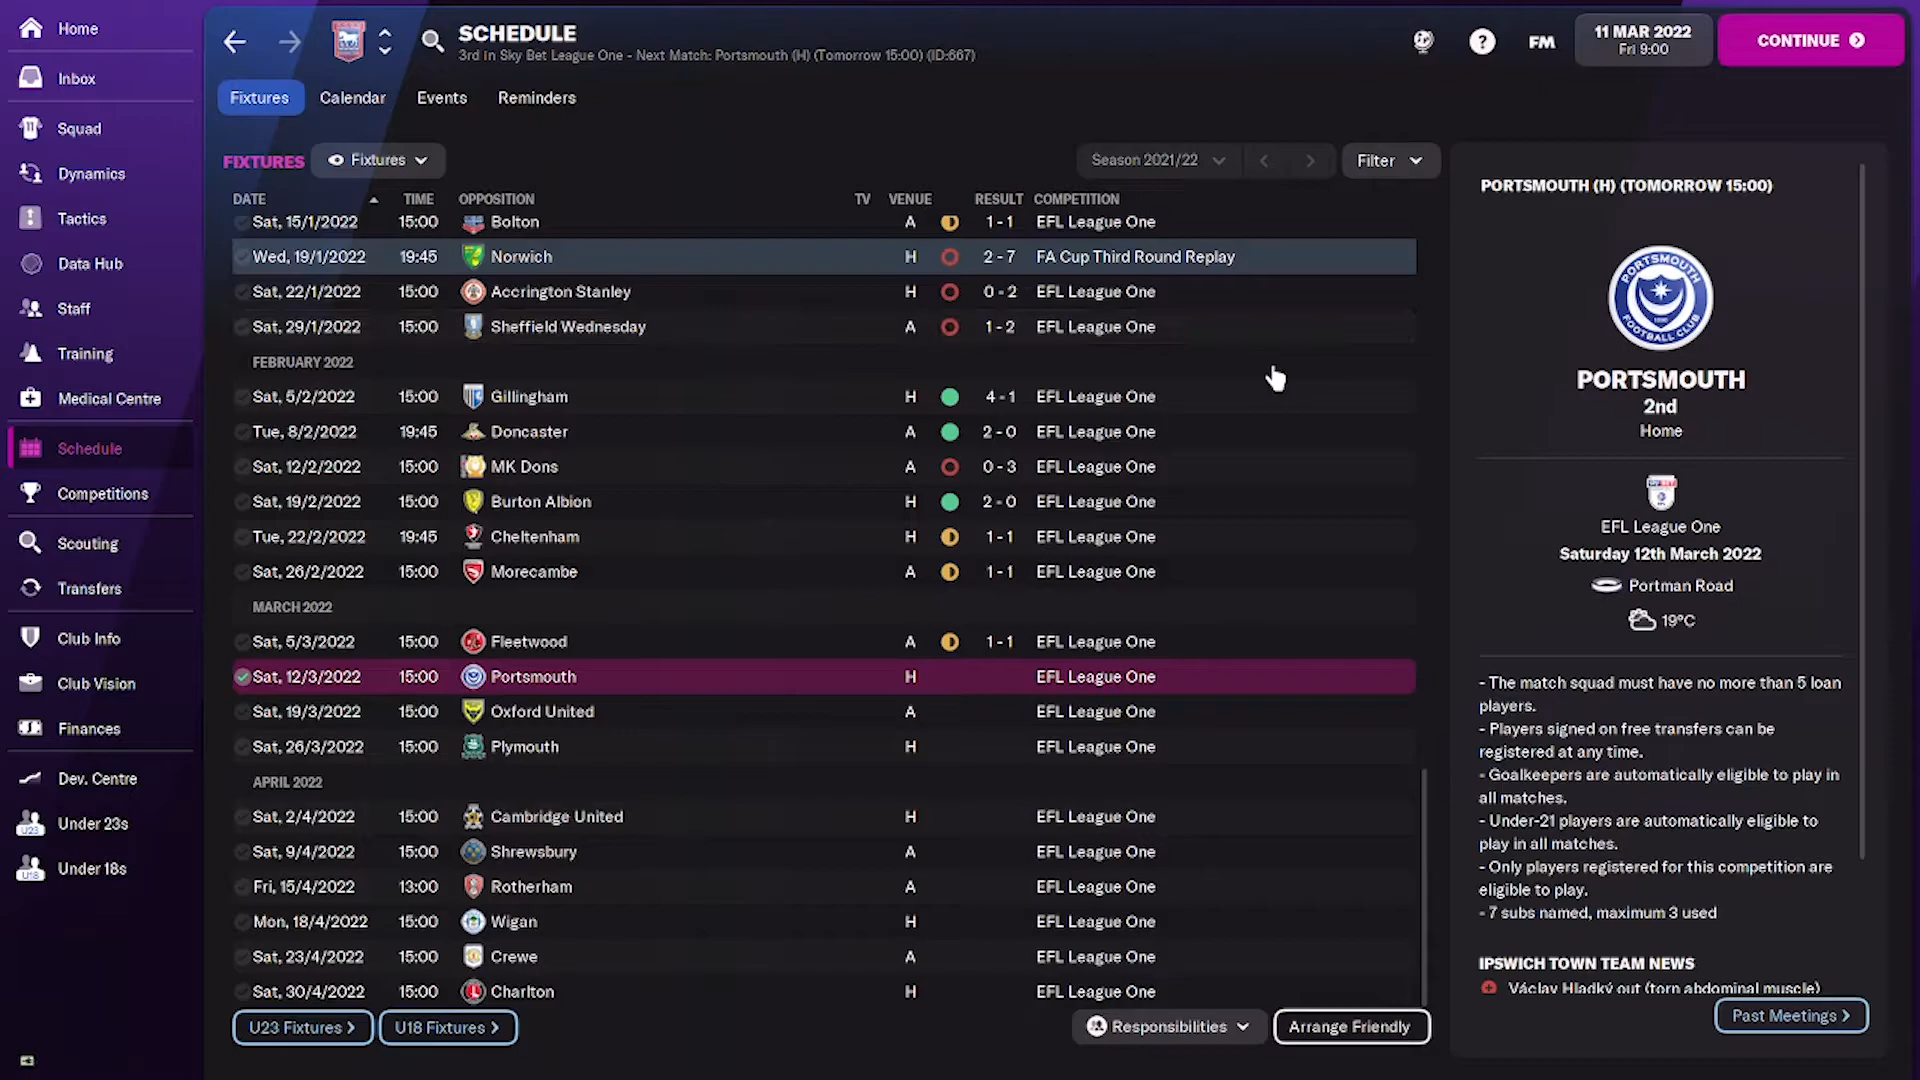 Home
Inbox
Squad
Dynamics
Tactics
Data Hub
Staff
Training
Medical Centre
Schedule
Competitions
Scouting
Transfers
Club Info
Club Vision
Finances
Dev. Centre
U23 Under 23s
U18 Under 18s
SCHEDULE
3rd in Sky Bet League One - Next Match: Portsmouth (H) (Tomorrow 15:00) (ID:667)
? FM 11 MAR 2022 CONTINUE
Fri 9:00
Fixtures Calendar Events Reminders
FIXTURES Fixtures Season 2021/22 Filter
DATE TIME OPPOSITION TV VENUE RESULT COMPETITION
Sat, 15/1/2022 15:00 Bolton A 1 - 1 EFL League One
Wed, 19/1/2022 19:45 Norwich H 2 - 7 FA Cup Third Round Replay
Sat, 22/1/2022 15:00 Accrington Stanley H 0 - 2 EFL League One
Sat, 29/1/2022 15:00 Sheffield Wednesday A 1 - 2 EFL League One
FEBRUARY 2022
Sat, 5/2/2022 15:00 Gillingham H 4 - 1 EFL League One
Tue, 8/2/2022 19:45 Doncaster A 2 - 0 EFL League One
Sat, 12/2/2022 15:00 MK Dons A 0 - 3 EFL League One
Sat, 19/2/2022 15:00 Burton Albion H 2 - 0 EFL League One
Tue, 22/2/2022 19:45 Cheltenham H 1 - 1 EFL League One
Sat, 26/2/2022 15:00 Morecambe A 1 - 1 EFL League One
MARCH 2022
Sat, 5/3/2022 15:00 Fleetwood A 1 - 1 EFL League One
Sat, 12/3/2022 15:00 Portsmouth H EFL League One
Sat, 19/3/2022 15:00 Oxford United A EFL League One
Sat, 26/3/2022 15:00 Plymouth H EFL League One
APRIL 2022
Sat, 2/4/2022 15:00 Cambridge United H EFL League One
Sat, 9/4/2022 15:00 Shrewsbury A EFL League One
Fri, 15/4/2022 13:00 Rotherham A EFL League One
Mon, 18/4/2022 15:00 Wigan H EFL League One
Sat, 23/4/2022 15:00 Crewe A EFL League One
Sat, 30/4/2022 15:00 Charlton H EFL League One
U23 Fixtures > U18 Fixtures > Responsibilities Arrange Friendly
PORTSMOUTH (H) (TOMORROW 15:00)
PORTSMOUTH
FOOTBALL CLUB
PORTSMOUTH
2nd
Home
EFL League One
Saturday 12th March 2022
Portman Road
19°C
- The match squad must have no more than 5 loan
players.
- Players signed on free transfers can be
registered at any time.
- Goalkeepers are automatically eligible to play in
all matches.
- Under-21 players are automatically eligible to
play in all matches.
- Only players registered for this competition are
eligible to play.
- 7 subs named, maximum 3 used
IPSWICH TOWN TEAM NEWS
Václav Hladký out (torn abdominal muscle)
Past Meetings >